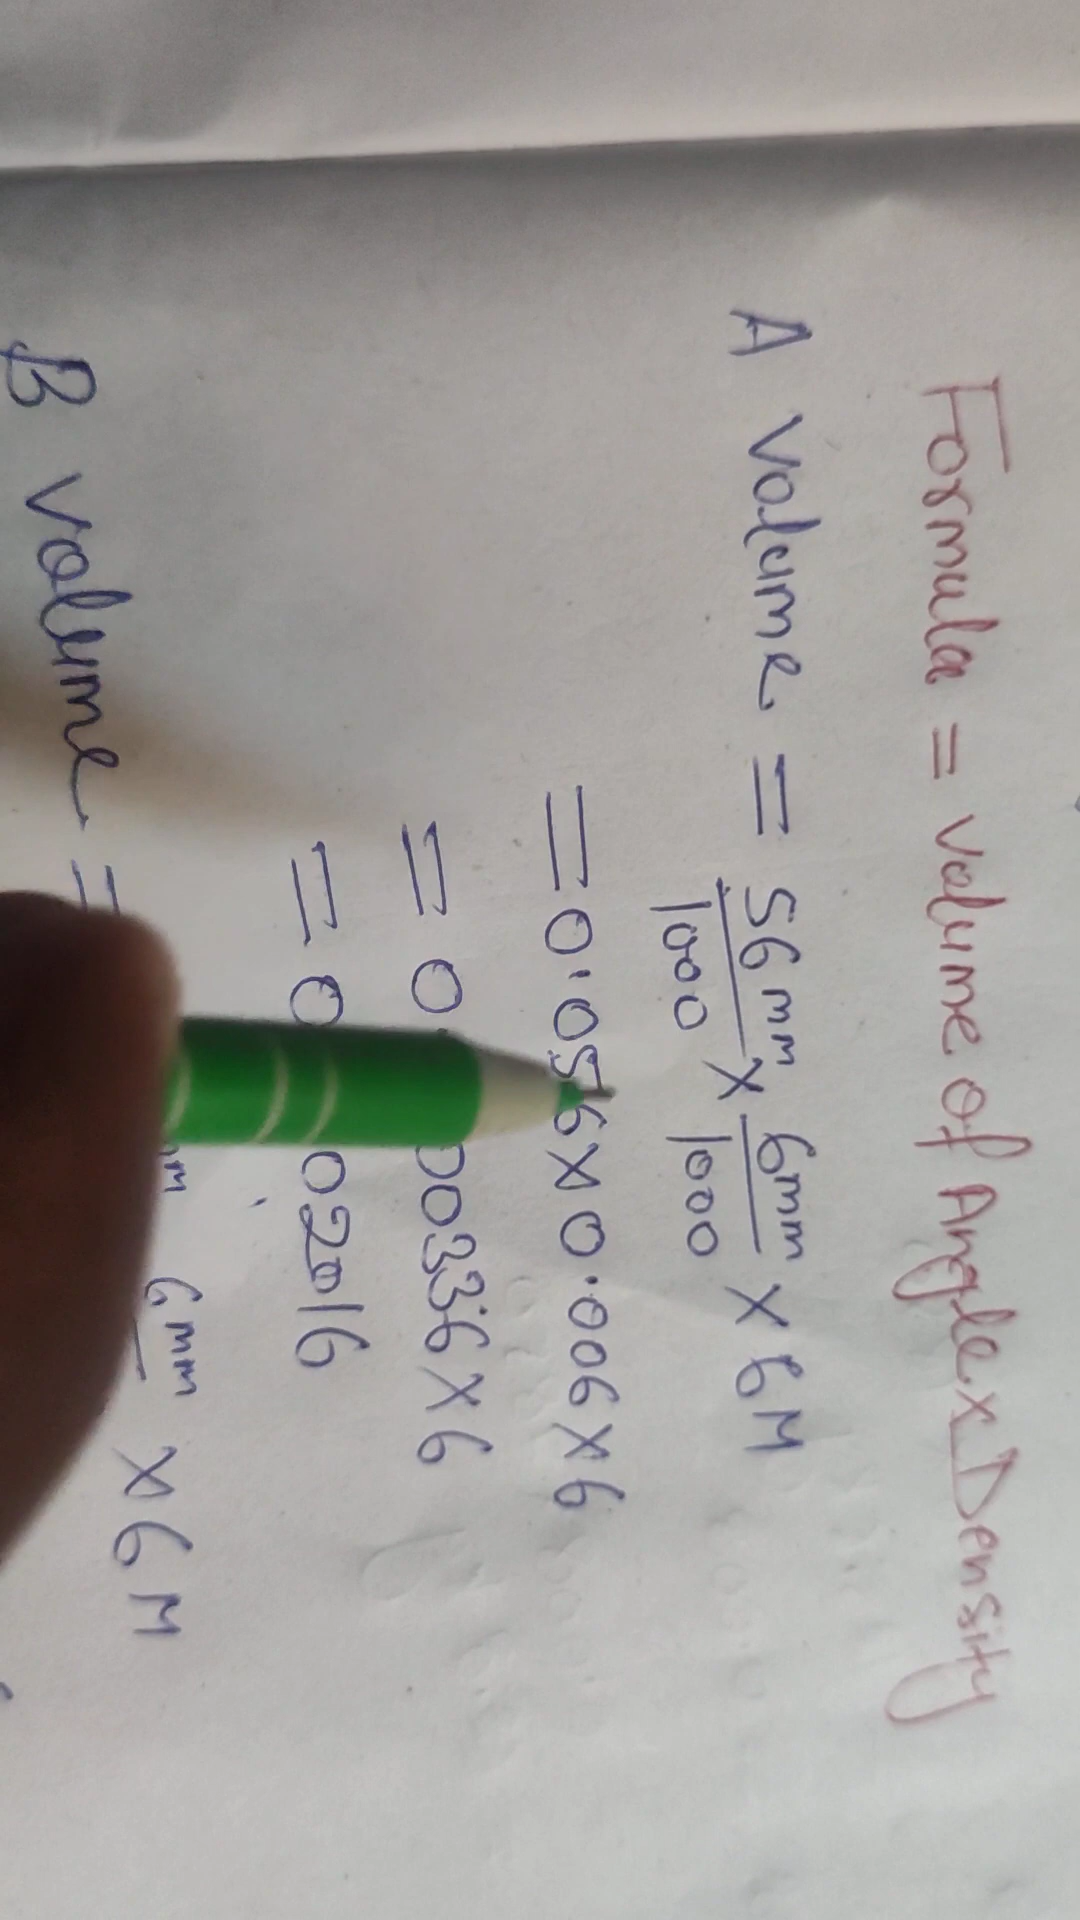 Formula = Volume of Angle x Density
A Volume = 56mm/1000 x 6mm/1000 x 6M
= 0.056 x 0.006 x 6
= 0. 00336 x 6
= 0 02016
B Volume = 6mm x 6M